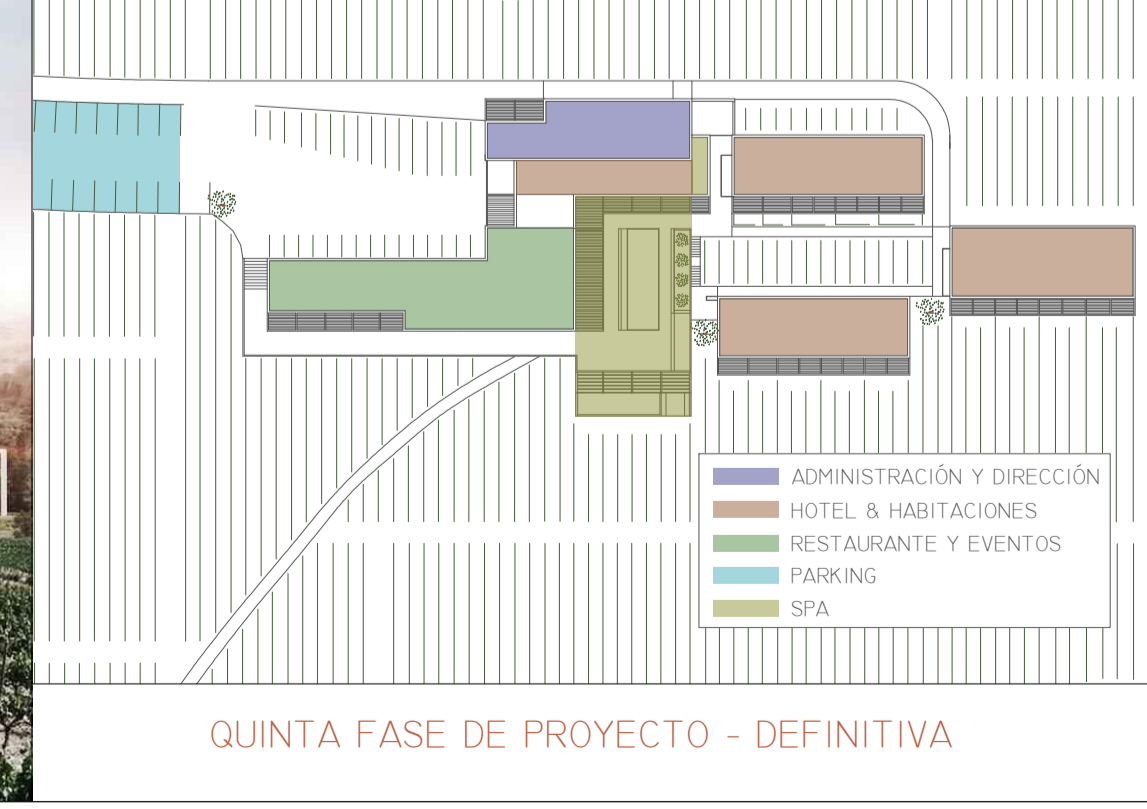 ADMINISTRACIÓN Y DIRECCIÓN
HOTEL & HABITACIONES
RESTAURANTE Y EVENTOS
PARKING
SPA
QUINTA FASE DE PROYECTO - DEFINITIVA